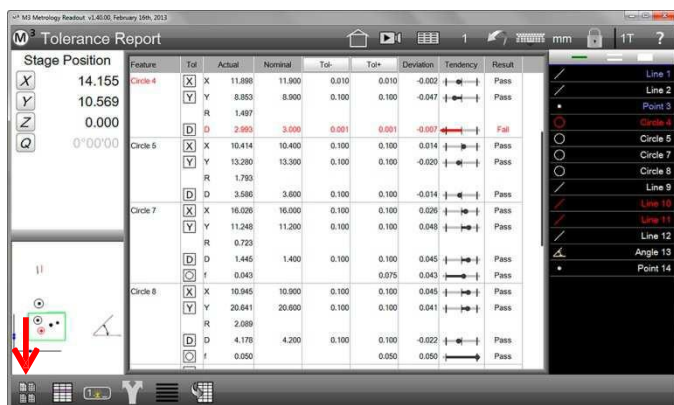 M³ Metrology Readout v1.40.00, February 16th, 2013
M³ Tolerance Report 1 mm 1T ?
Stage Position
X 14.155
Y 10.569
Z 0.000
Q 0°00'00
Feature Tol Actual Nominal Tol- Tol+ Deviation Tendency Result
Circle 4 X X 11.898 11.900 0.010 0.010 -0.002 Pass
Y Y 8.853 8.900 0.100 0.100 -0.047 Pass
R 1.497
D D 2.993 3.000 0.001 0.001 -0.007 Fail
Circle 5 X X 10.414 10.400 0.100 0.100 0.014 Pass
Y Y 13.280 13.300 0.100 0.100 -0.020 Pass
R 1.793
D D 3.586 3.600 0.100 0.100 -0.014 Pass
Circle 7 X X 16.026 16.000 0.100 0.100 0.026 Pass
Y Y 11.248 11.200 0.100 0.100 0.048 Pass
R 0.723
D D 1.445 1.400 0.100 0.100 0.045 Pass
f 0.043 0.075 0.043 Pass
Circle 8 X X 10.945 10.900 0.100 0.100 0.045 Pass
Y Y 20.641 20.600 0.100 0.100 0.041 Pass
R 2.089
D D 4.178 4.200 0.100 0.100 -0.022 Pass
f 0.050 0.050 0.050 Pass
Line 1
Line 2
Point 3
Circle 4
Circle 5
Circle 7
Circle 8
Line 9
Line 10
Line 11
Line 12
Angle 13
Point 14